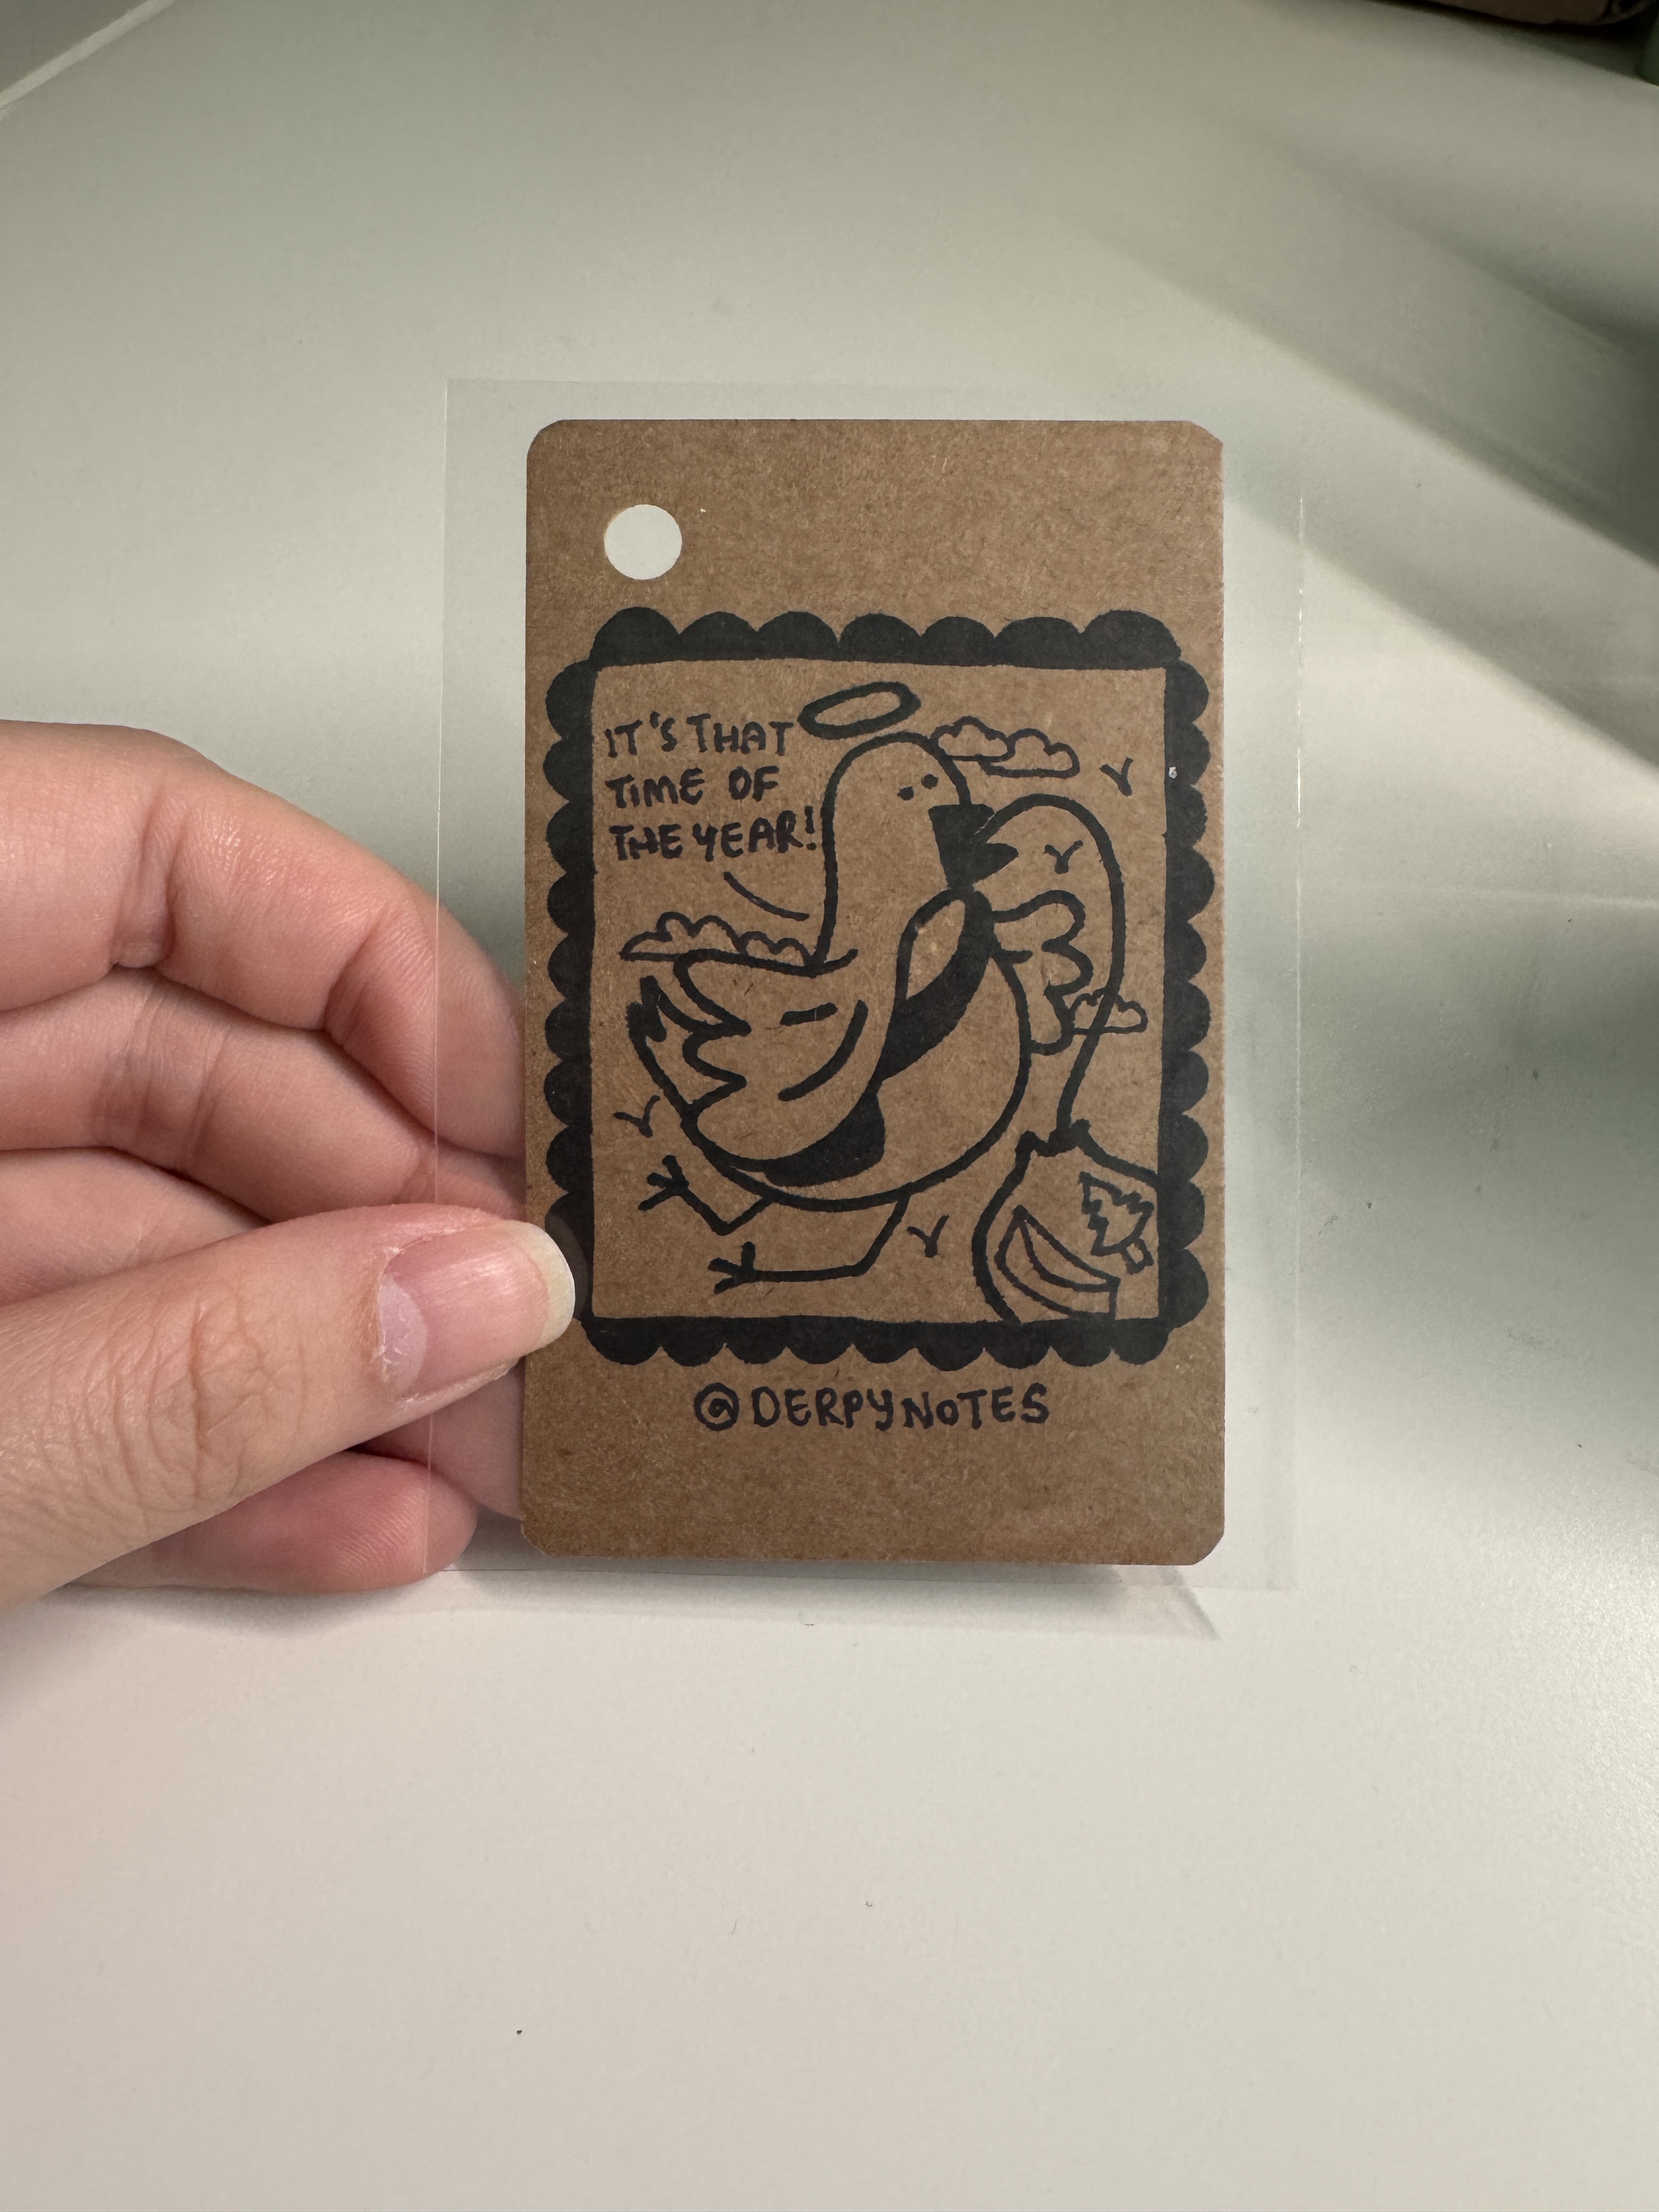 IT'S THAT
TIME OF
THE YEAR!
@DERPYNOTES